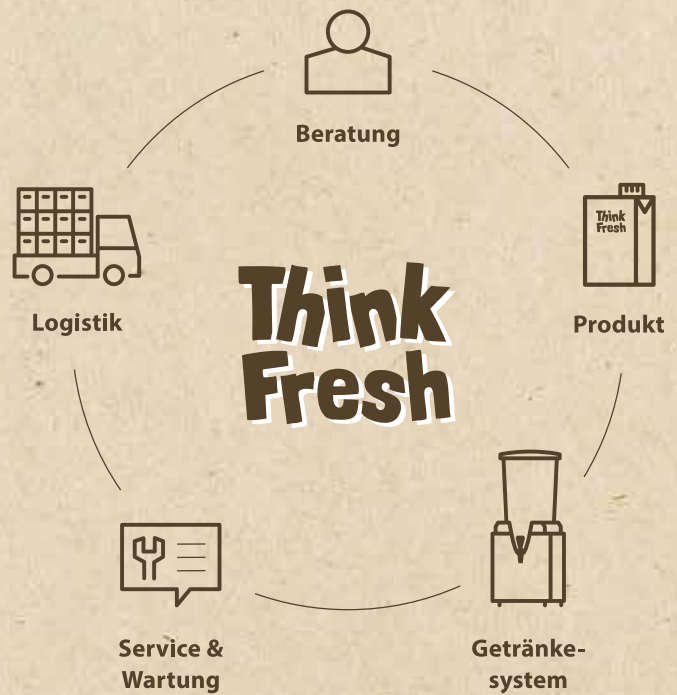 Beratung
Think
Fresh
Logistik
Produkt
Think
Fresh
Service &
Wartung
Getränke-
system